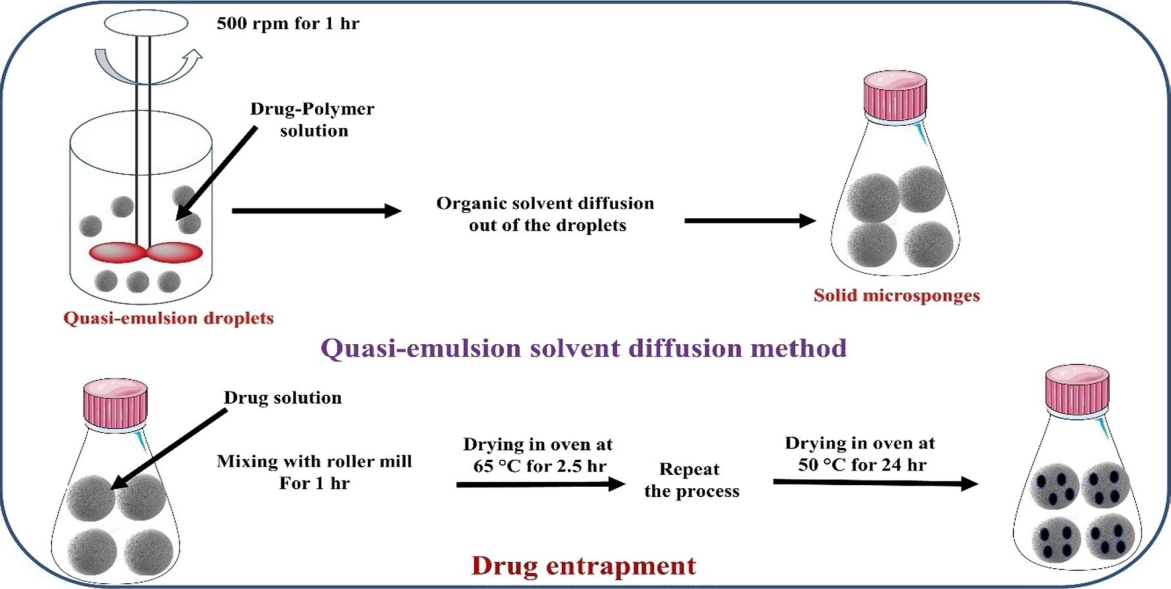 500 rpm for 1 hr
Drug-Polymer
solution
Organic solvent diffusion
out of the droplets
Quasi-emulsion droplets
Solid microsponges
Quasi-emulsion solvent diffusion method
Drug solution
Mixing with roller mill
For 1 hr
Drying in oven at
65 °C for 2.5 hr
Repeat
the process
Drying in oven at
50 °C for 24 hr
Drug entrapment